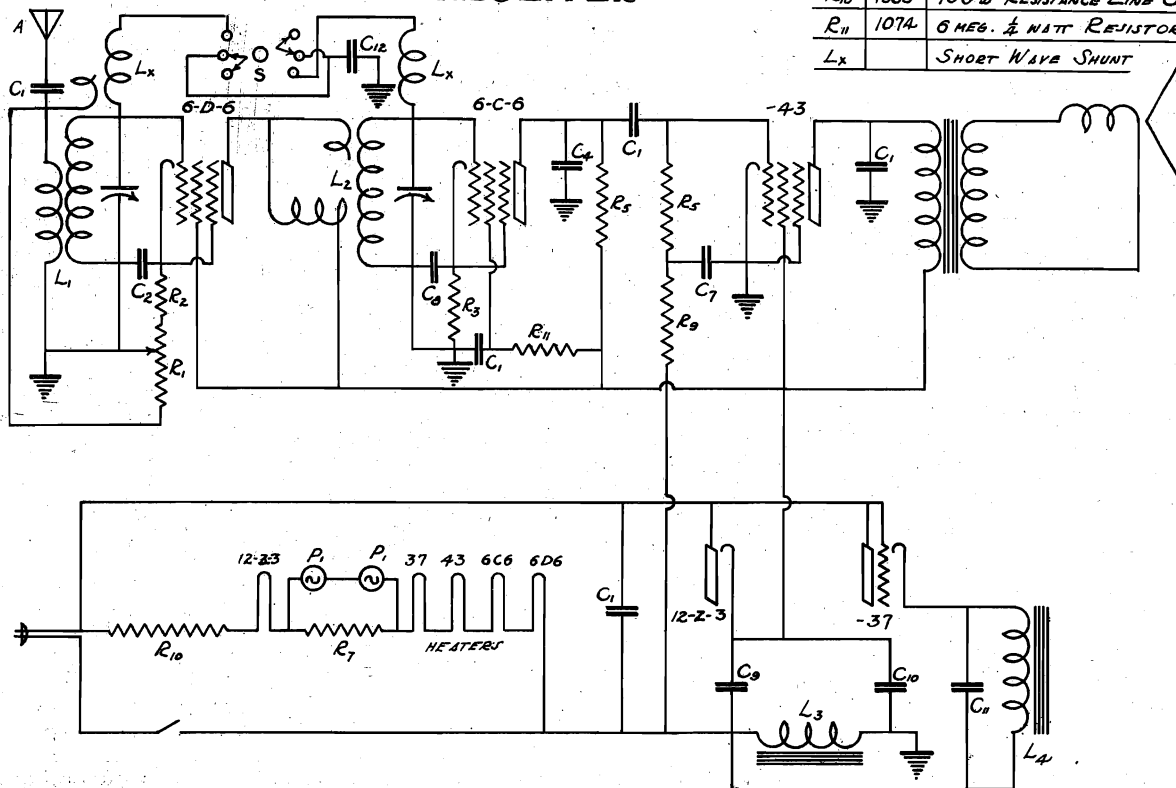 100 Ω RESISTANCE LINE
R11 1074 6 MEG. ¼ WATT RESISTOR
Lx SHORT WAVE SHUNT
A
C1
Lx
S
C12
Lx
6-D-6
6-C-6
-43
L1
C2
R2
R1
L2
C8
R3
C1
R11
C4
R5
C1
R5
C7
R9
C1
12-Z-3
P1
P1
37
43
6C6
6D6
R10
R7
HEATERS
C1
12-Z-3
-37
C9
C10
L3
C11
L4